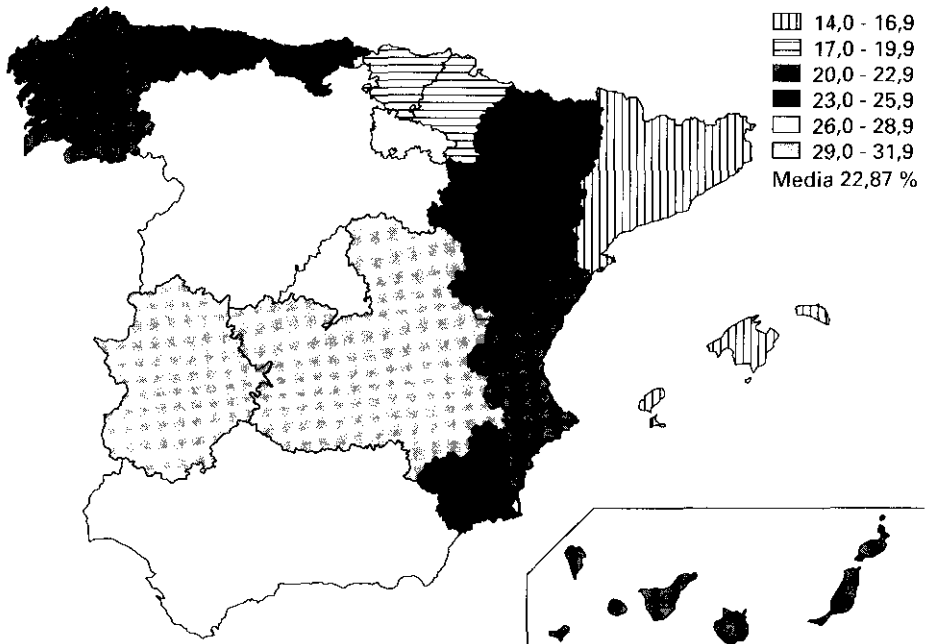 14,0 - 16,9
17,0 - 19,9
20,0 - 22,9
23,0 - 25,9
26,0 - 28,9
29,0 - 31,9
Media 22,87 %